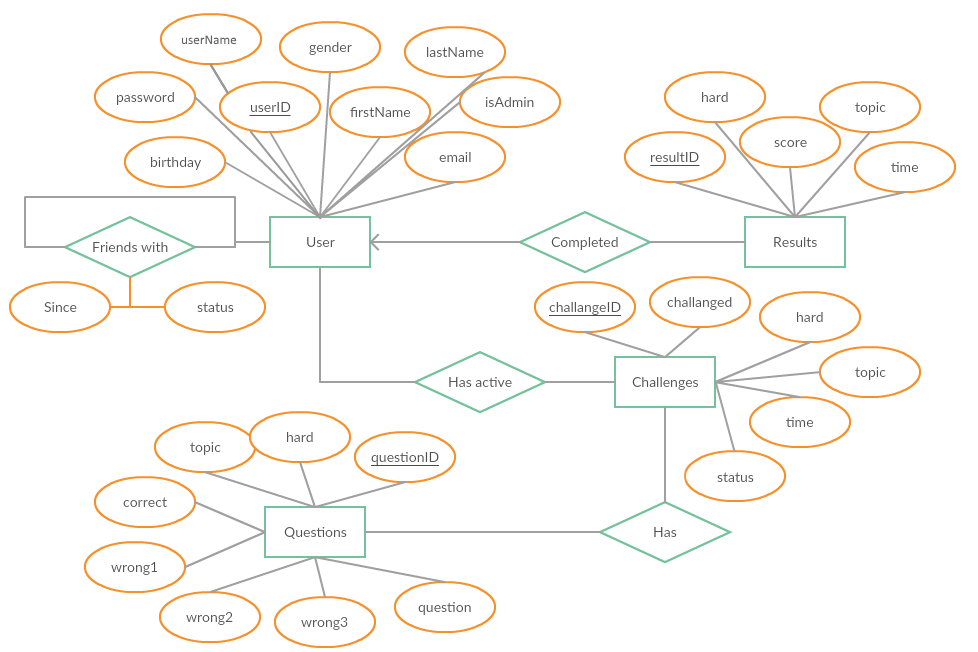 userName
gender
lastName
password
userID
firstName
isAdmin
birthday
email
hard
topic
score
resultID
time
Friends with
User
Completed
Results
Since
status
challangeID
challanged
hard
topic
Has active
Challenges
time
status
topic
hard
questionID
correct
Questions
Has
wrong1
wrong2
wrong3
question